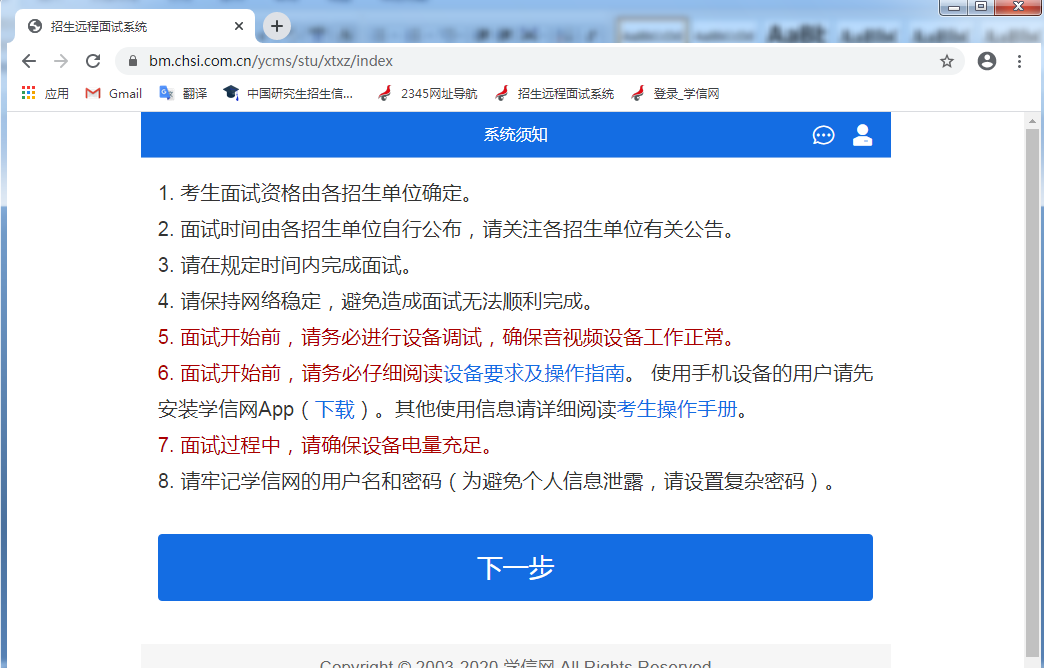 招生远程面试系统
bm.chsi.com.cn/ycms/stu/xtxz/index
应用 Gmail 翻译 中国研究生招生信... 2345网址导航 招生远程面试系统 登录_学信网
系统须知
1. 考生面试资格由各招生单位确定。
2. 面试时间由各招生单位自行公布，请关注各招生单位有关公告。
3. 请在规定时间内完成面试。
4. 请保持网络稳定，避免造成面试无法顺利完成。
5. 面试开始前，请务必进行设备调试，确保音视频设备工作正常。
6. 面试开始前，请务必仔细阅读设备要求及操作指南。 使用手机设备的用户请先
安装学信网App（下载）。其他使用信息请详细阅读考生操作手册。
7. 面试过程中，请确保设备电量充足。
8. 请牢记学信网的用户名和密码（为避免个人信息泄露，请设置复杂密码）。
下一步
Copyright © 2003-2020 学信网 All Rights Reserved